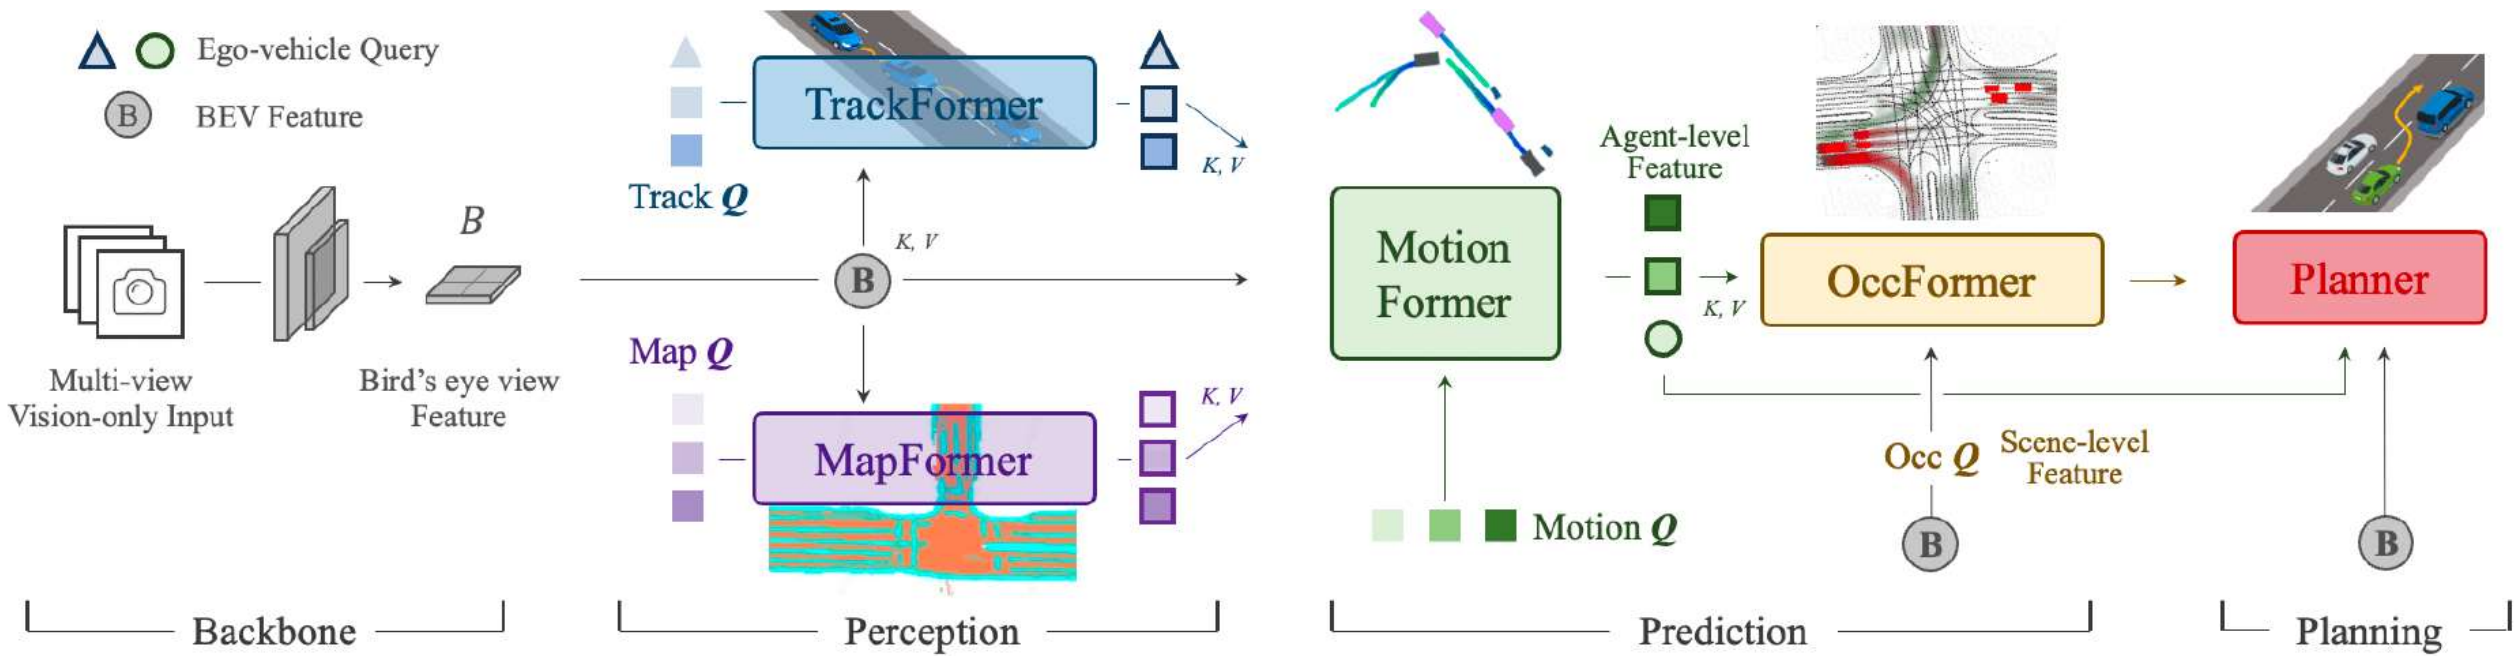 Ego-vehicle Query
B
BEV Feature
B
Multi-view
Vision-only Input
Bird's eye view
Feature
Backbone
TrackFormer
Track Q
K, V
K, V
B
Map Q
MapFormer
K, V
Perception
Motion
Former
Motion Q
Agent-level
Feature
K, V
OccFormer
Occ Q
Scene-level
Feature
B
Prediction
Planner
B
Planning